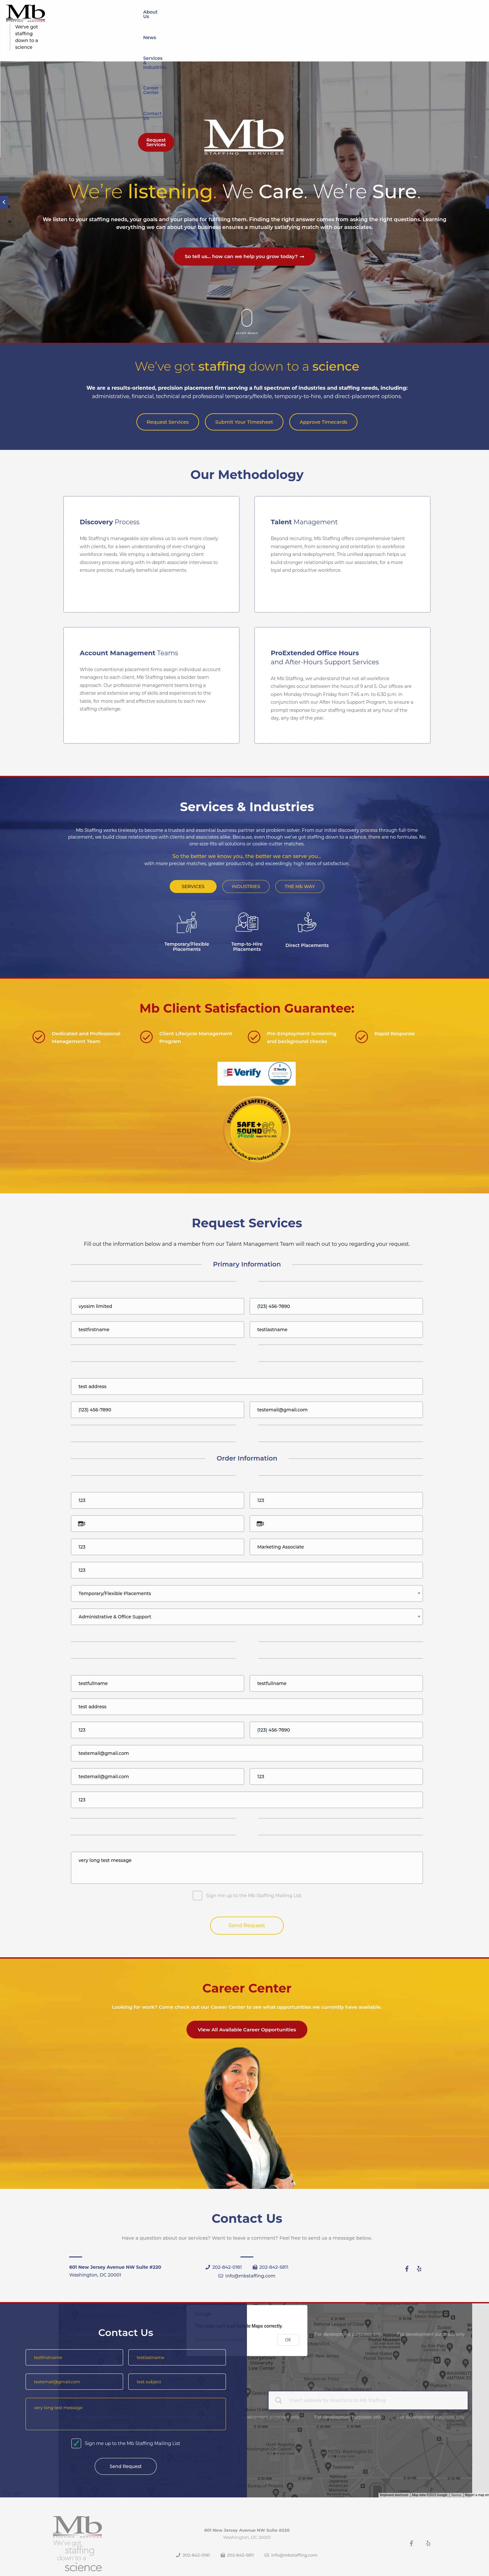 Mb
STAFFING SERVICES
We've got
staffing
down to a
science
About
Us
News
Services
&
Industries
Career
Center
Contact
Us
Request
Services
Mb
STAFFING SERVICES
We're listening. We Care. We're Sure.
We listen to your staffing needs, your goals and your plans for fulfilling them. Finding the right answer comes from asking the right questions. Learning
everything we can about your business ensures a mutually satisfying match with our associates.
So tell us... how can we help you grow today? →
We've got staffing down to a science
We are a results-oriented, precision placement firm serving a full spectrum of industries and staffing needs, including:
administrative, financial, technical and professional temporary/flexible, temporary-to-hire, and direct-placement options.
Request Services
Submit Your Timesheet
Approve Timecards
Our Methodology
Discovery Process
Mb Staffing's manageable size allows us to work more closely
with clients, for a keen understanding of ever-changing
workforce needs. We employ a detailed, ongoing client
discovery process along with in-depth associate interviews to
ensure precise, mutually beneficial placements.
Talent Management
Beyond recruiting, Mb Staffing offers comprehensive talent
management, from screening and orientation to workforce
planning and redeployment. This unified approach helps us
build stronger relationships with our associates, for a more
loyal and productive workforce.
Account Management Teams
While conventional placement firms assign individual account
managers to each client, Mb Staffing takes a bolder team
approach. Our professional management teams bring a
diverse and extensive array of skills and experiences to the
table, for more swift and effective solutions to each new
staffing challenge.
ProExtended Office Hours
and After-Hours Support Services
At Mb Staffing, we understand that not all workforce
challenges occur between the hours of 9 and 5. Our offices are
open Monday through Friday from 7:45 a.m. to 6:30 p.m. in
conjunction with our After Hours Support Program, to ensure a
prompt response to your staffing requests at any hour of the
day, any day of the year.
Services & Industries
Mb Staffing works tirelessly to become a trusted and essential business partner and problem solver. From our initial discovery process through full-time
placement, we build close relationships with clients and associates alike. Because, even though we've got staffing down to a science, there are no formulas. No
one-size-fits-all solutions or cookie-cutter matches.
So the better we know you, the better we can serve you...
with more precise matches, greater productivity, and exceedingly high rates of satisfaction.
SERVICES
INDUSTRIES
THE Mb WAY
Temporary/Flexible
Placements
Temp-to-Hire
Placements
Direct Placements
Mb Client Satisfaction Guarantee:
Dedicated and Professional
Management Team
Client Lifecycle Management
Program
Pre-Employment Screening
and background checks
Rapid Response
E-Verify
RECOGNIZE SAFETY SUCCESSES
SAFE + SOUND
Week
www.osha.gov/safeandsound
Request Services
Fill out the information below and a member from our Talent Management Team will reach out to you regarding your request.
Primary Information
vyssim limited
(123) 456-7890
testfirstname
testlastname
test address
(123) 456-7890
testemail@gmail.com
Order Information
123
123
123
Marketing Associate
123
Temporary/Flexible Placements
Administrative & Office Support
testfullname
testfullname
test address
123
(123) 456-7890
testemail@gmail.com
testemail@gmail.com
123
123
very long test message
Sign me up to the Mb Staffing Mailing List
Send Request
Career Center
Looking for work? Come check out our Career Center to see what opportunities we currently have available.
View All Available Career Opportunities
Contact Us
Have a question about our services? Want to leave a comment? Feel free to send us a message below.
601 New Jersey Avenue NW Suite #220
Washington, DC 20001
202-842-0181
202-842-5811
info@mbstaffing.com
Contact Us
testfirstname
testlastname
testemail@gmail.com
test subject
very long test message
Sign me up to the Mb Staffing Mailing List
Send Request
Maps correctly.
OK
Law Center
Mb
STAFFING SERVICES
We've got
staffing
down to a
science
601 New Jersey Avenue NW Suite #220
Washington, DC 20001
202-842-0181
202-842-5811
info@mbstaffing.com